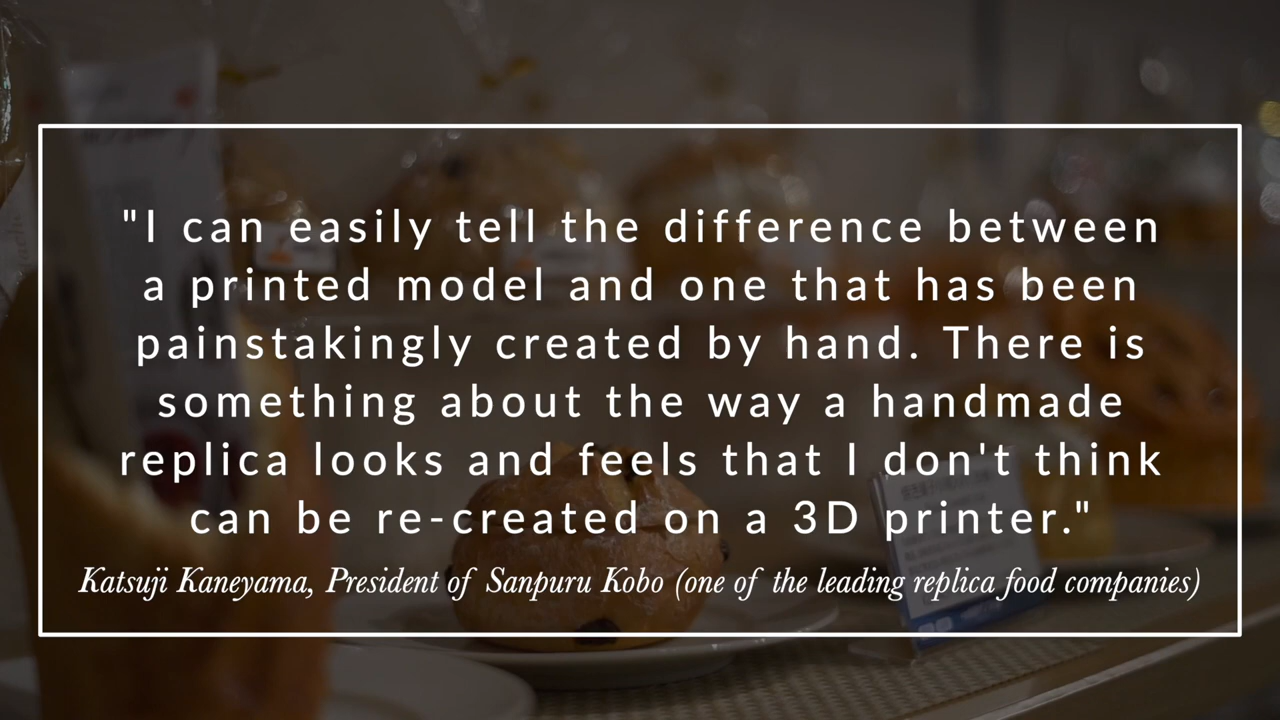 "I can easily tell the difference between
a printed model and one that has been
painstakingly created by hand. There is
something about the way a handmade
replica looks and feels that I don't think
can be re-created on a 3D printer."
Katsuji Kaneyama, President of Sanpuru Kobo (one of the leading replica food companies)